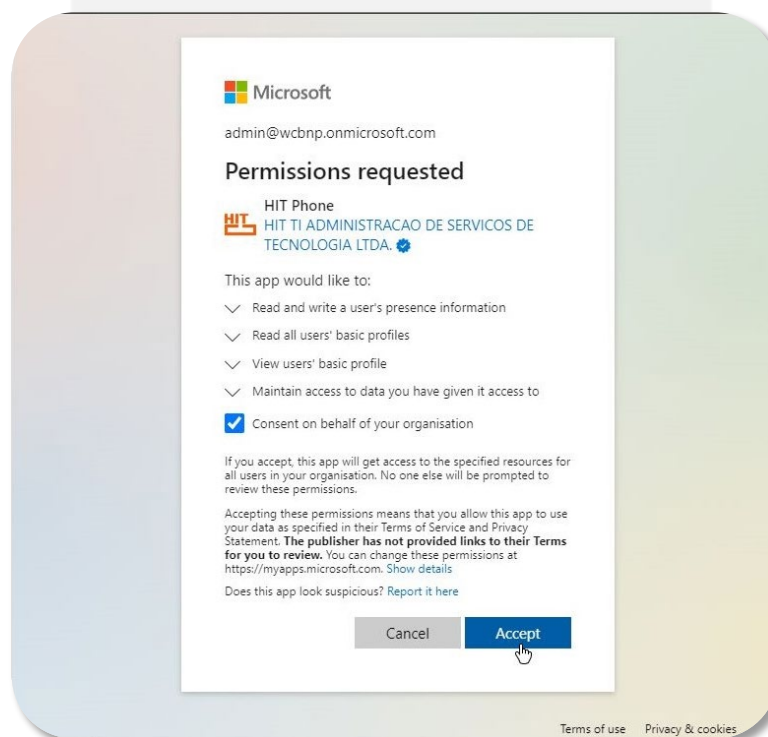 Microsoft
admin@wcbnp.onmicrosoft.com
Permissions requested
HIT
HIT Phone
HIT TI ADMINISTRACAO DE SERVICOS DE
TECNOLOGIA LTDA.
This app would like to:
Read and write a user's presence information
Read all users' basic profiles
View users' basic profile
Maintain access to data you have given it access to
Consent on behalf of your organisation
If you accept, this app will get access to the specified resources for
all users in your organisation. No one else will be prompted to
review these permissions.
Accepting these permissions means that you allow this app to use
your data as specified in their Terms of Service and Privacy
Statement. The publisher has not provided links to their Terms
for you to review. You can change these permissions at
https://myapps.microsoft.com. Show details
Does this app look suspicious? Report it here
Cancel Accept
Terms of use Privacy & cookies